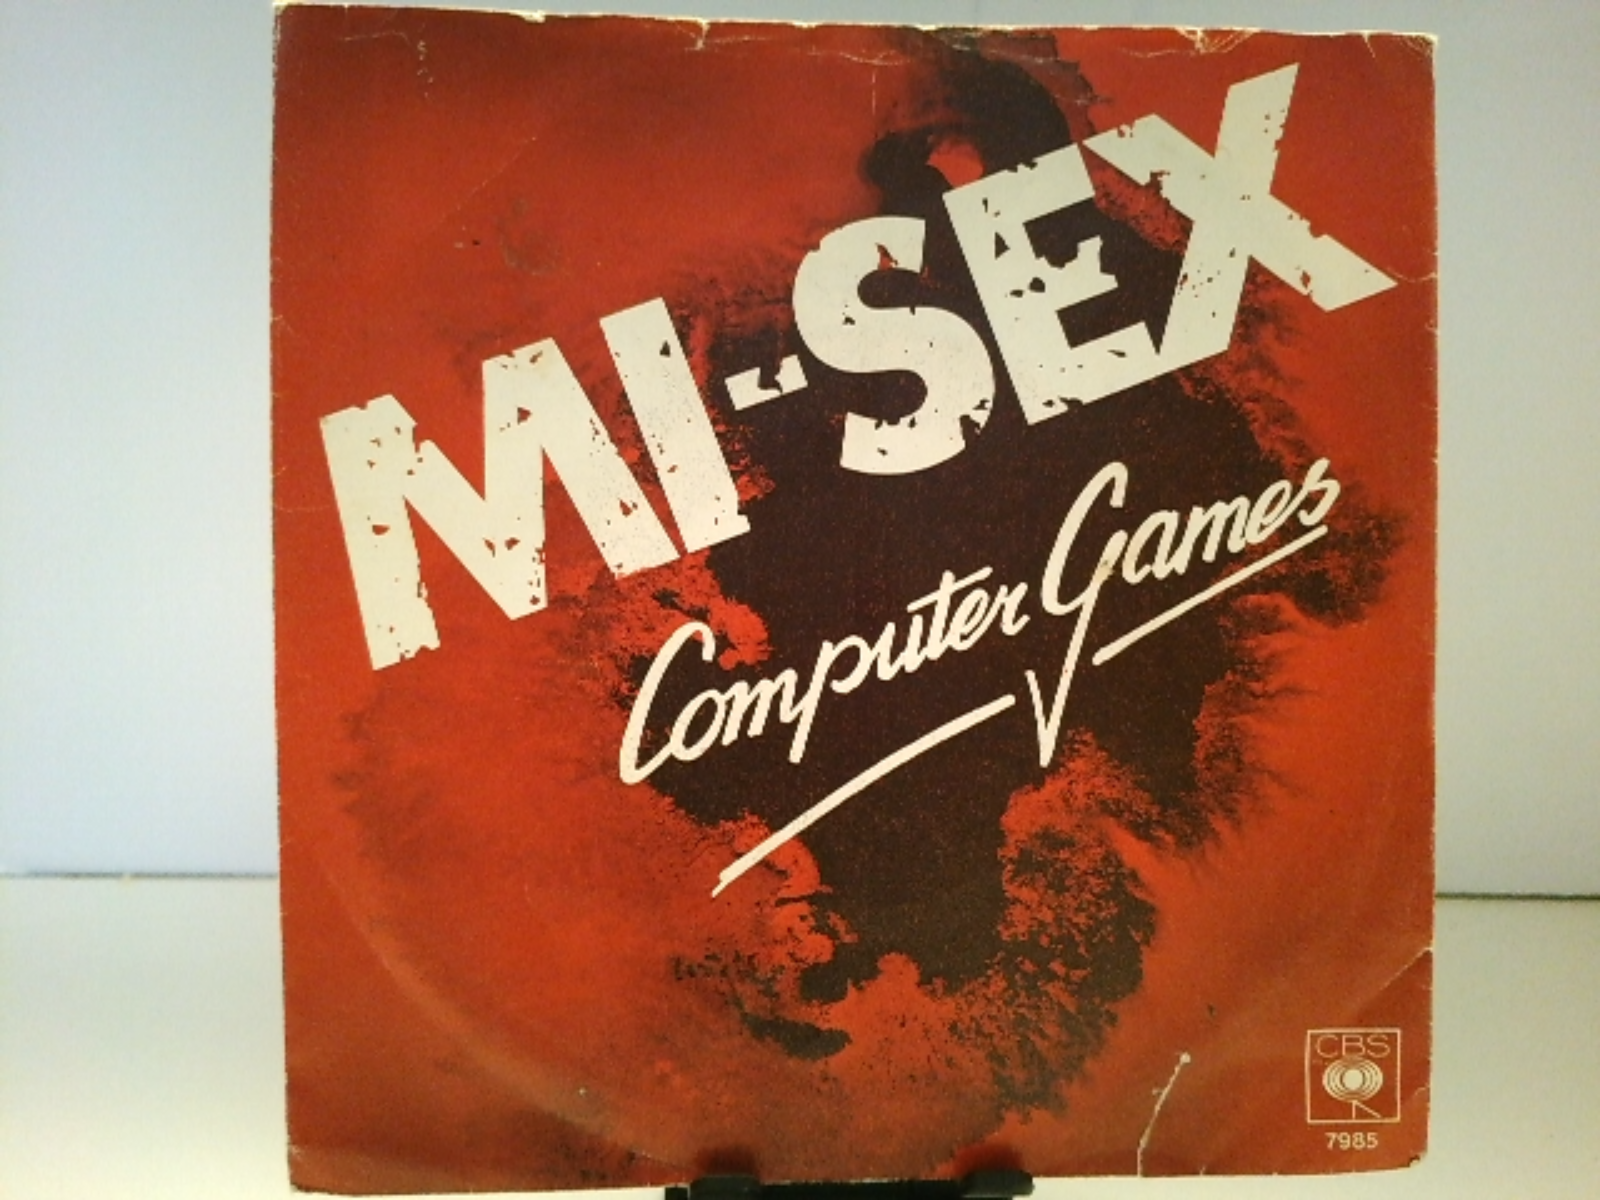 MI-SEX
Computer Games
CBS
7985